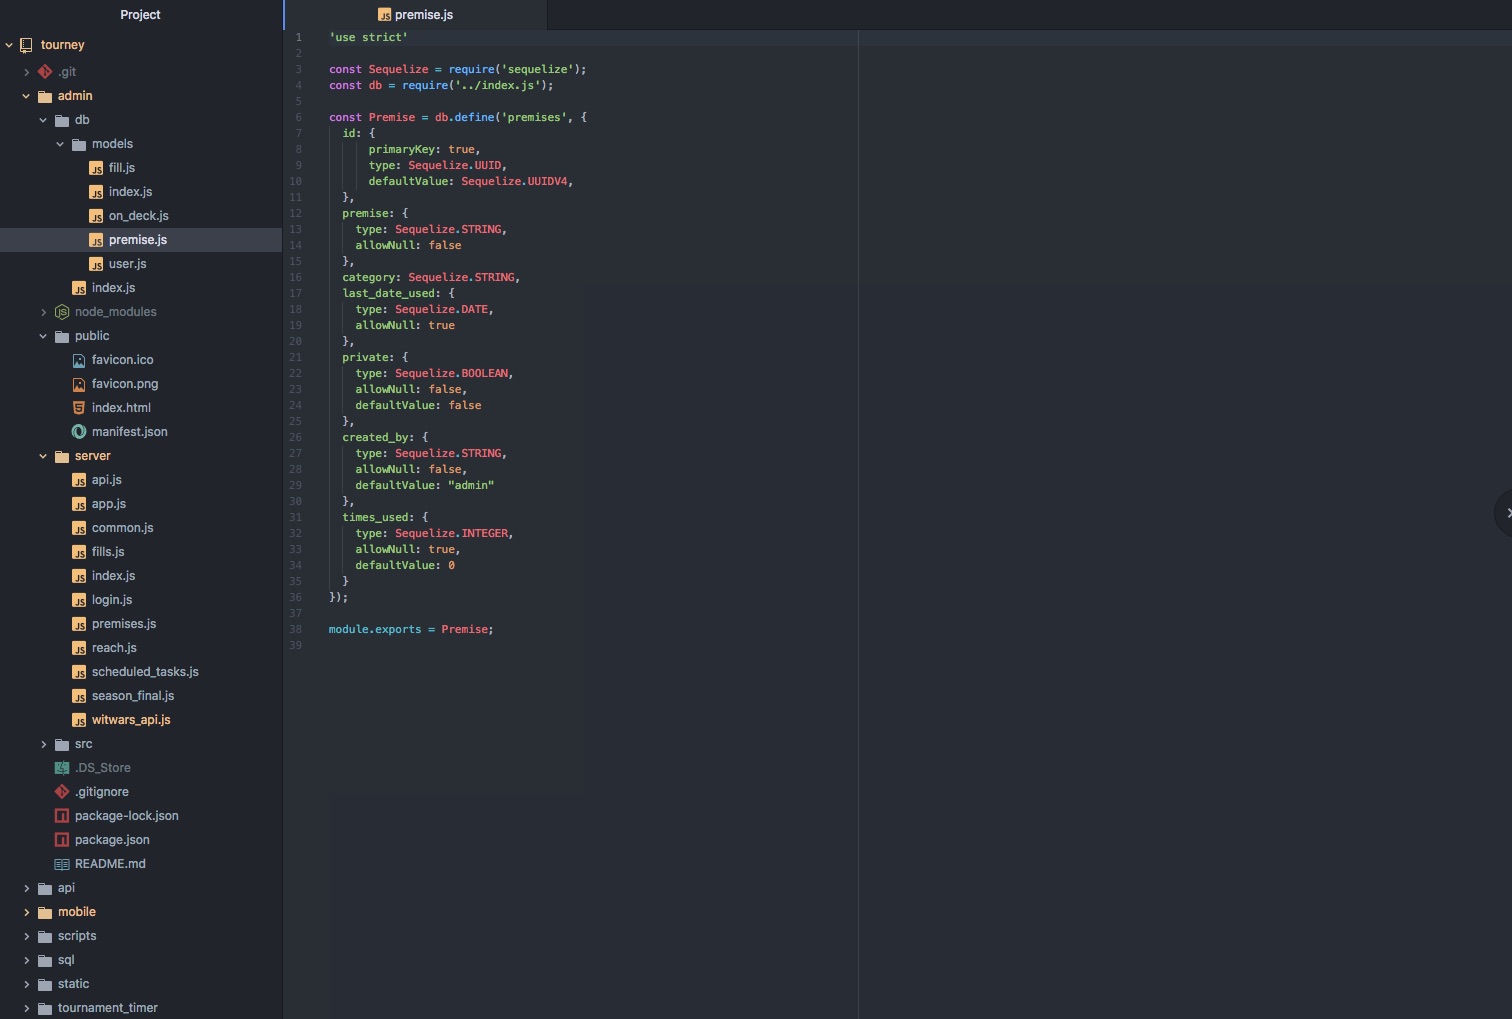 Project
tourney
.git
admin
db
models
fill.js
index.js
on_deck.js
premise.js
user.js
index.js
node_modules
public
favicon.ico
favicon.png
index.html
manifest.json
server
api.js
app.js
common.js
fills.js
index.js
login.js
premises.js
reach.js
scheduled_tasks.js
season_final.js
witwars_api.js
src
.DS_Store
.gitignore
package-lock.json
package.json
README.md
api
mobile
scripts
sql
static
tournament_timer
premise.js
1 'use strict'
2
3 const Sequelize = require('sequelize');
4 const db = require('../index.js');
5
6 const Premise = db.define('premises', {
7   id: {
8       primaryKey: true,
9       type: Sequelize.UUID,
10       defaultValue: Sequelize.UUIDV4,
11   },
12   premise: {
13     type: Sequelize.STRING,
14     allowNull: false
15   },
16   category: Sequelize.STRING,
17   last_date_used: {
18     type: Sequelize.DATE,
19     allowNull: true
20   },
21   private: {
22     type: Sequelize.BOOLEAN,
23     allowNull: false,
24     defaultValue: false
25   },
26   created_by: {
27     type: Sequelize.STRING,
28     allowNull: false,
29     defaultValue: "admin"
30   },
31   times_used: {
32     type: Sequelize.INTEGER,
33     allowNull: true,
34     defaultValue: 0
35   }
36 });
37
38 module.exports = Premise;
39